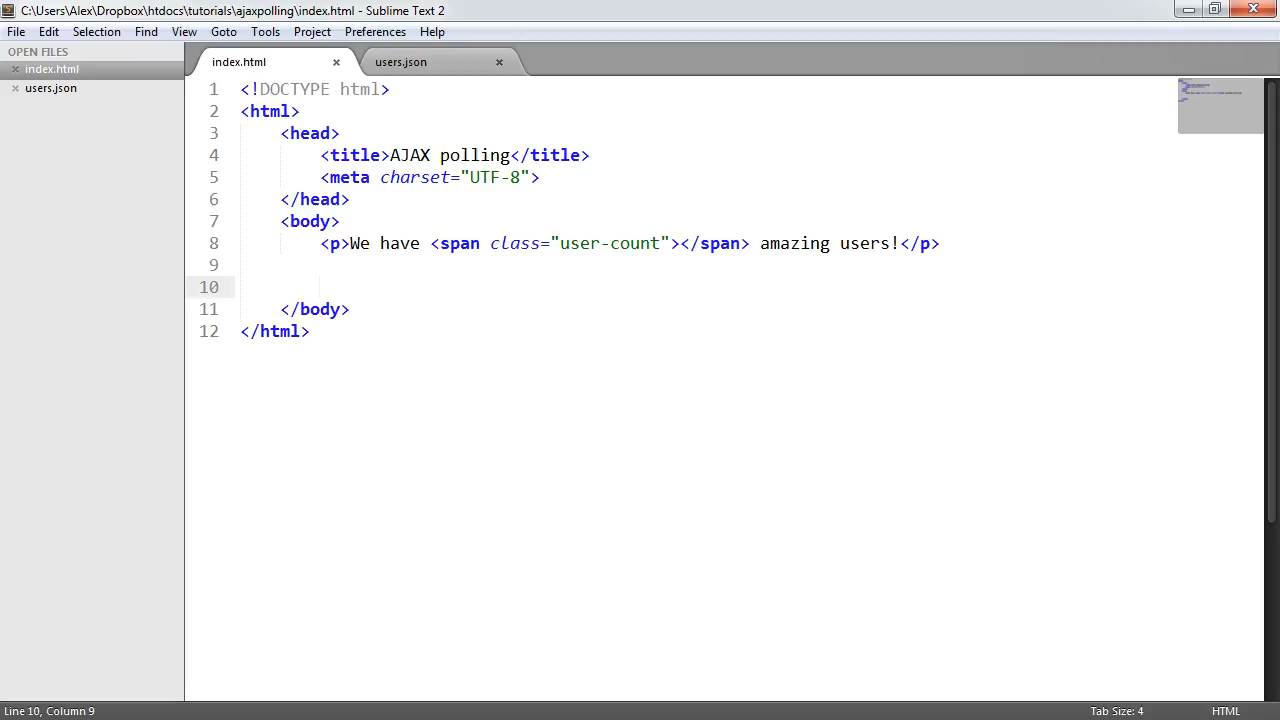 C:\Users\Alex\Dropbox\htdocs\tutorials\ajaxpolling\index.html - Sublime Text 2
File Edit Selection Find View Goto Tools Project Preferences Help
OPEN FILES
index.html
users.json
index.html users.json
1 <!DOCTYPE html>
2 <html>
3 <head>
4 <title>AJAX polling</title>
5 <meta charset="UTF-8">
6 </head>
7 <body>
8 <p>We have <span class="user-count"></span> amazing users!</p>
9
10
11 </body>
12 </html>
Line 10, Column 9 Tab Size: 4 HTML